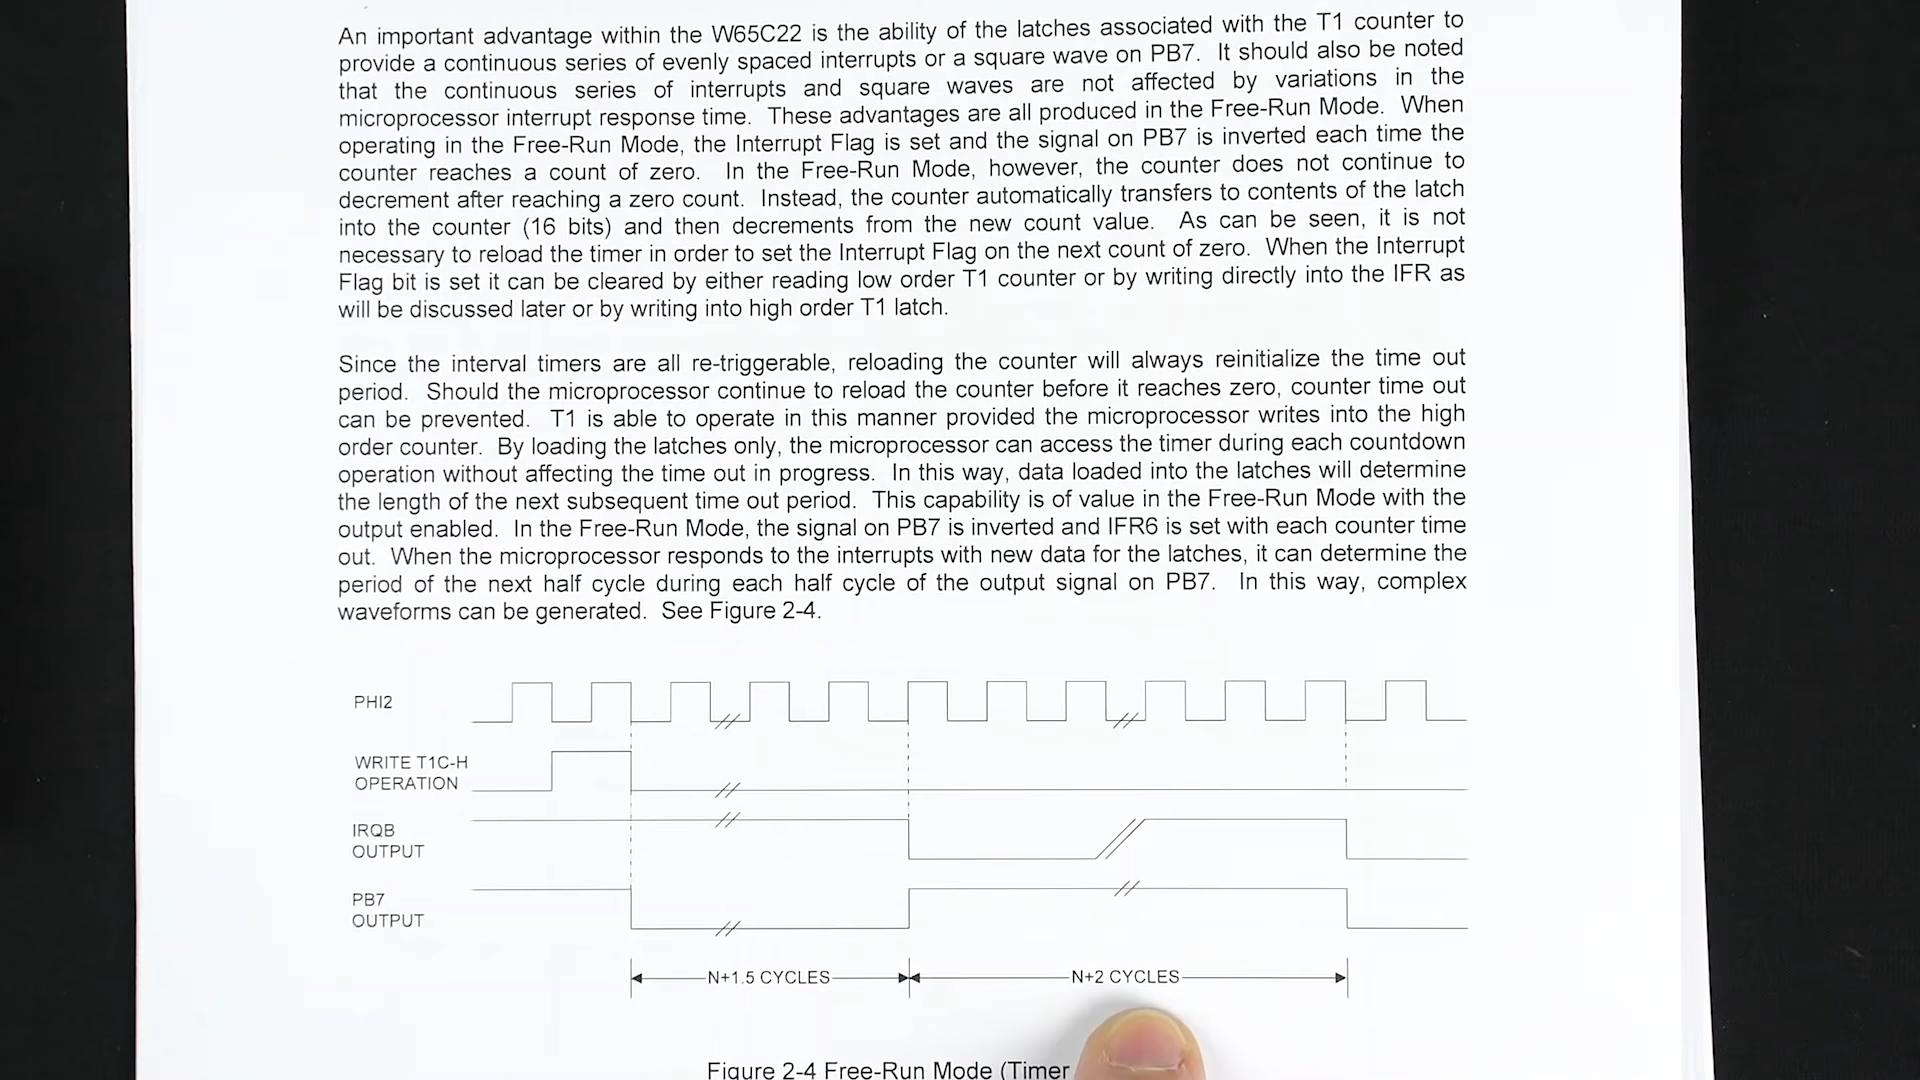 An important advantage within the W65C22 is the ability of the latches associated with the T1 counter to
provide a continuous series of evenly spaced interrupts or a square wave on PB7. It should also be noted
that the continuous series of interrupts and square waves are not affected by variations in the
microprocessor interrupt response time. These advantages are all produced in the Free-Run Mode. When
operating in the Free-Run Mode, the Interrupt Flag is set and the signal on PB7 is inverted each time the
counter reaches a count of zero. In the Free-Run Mode, however, the counter does not continue to
decrement after reaching a zero count. Instead, the counter automatically transfers to contents of the latch
into the counter (16 bits) and then decrements from the new count value. As can be seen, it is not
necessary to reload the timer in order to set the Interrupt Flag on the next count of zero. When the Interrupt
Flag bit is set it can be cleared by either reading low order T1 counter or by writing directly into the IFR as
will be discussed later or by writing into high order T1 latch.
Since the interval timers are all re-triggerable, reloading the counter will always reinitialize the time out
period. Should the microprocessor continue to reload the counter before it reaches zero, counter time out
can be prevented. T1 is able to operate in this manner provided the microprocessor writes into the high
order counter. By loading the latches only, the microprocessor can access the timer during each countdown
operation without affecting the time out in progress. In this way, data loaded into the latches will determine
the length of the next subsequent time out period. This capability is of value in the Free-Run Mode with the
output enabled. In the Free-Run Mode, the signal on PB7 is inverted and IFR6 is set with each counter time
out. When the microprocessor responds to the interrupts with new data for the latches, it can determine the
period of the next half cycle during each half cycle of the output signal on PB7. In this way, complex
waveforms can be generated. See Figure 2-4.
PHI2
WRITE T1C-H
OPERATION
IRQB
OUTPUT
PB7
OUTPUT
N+1.5 CYCLES
N+2 CYCLES
Figure 2-4 Free-Run Mode (Timer